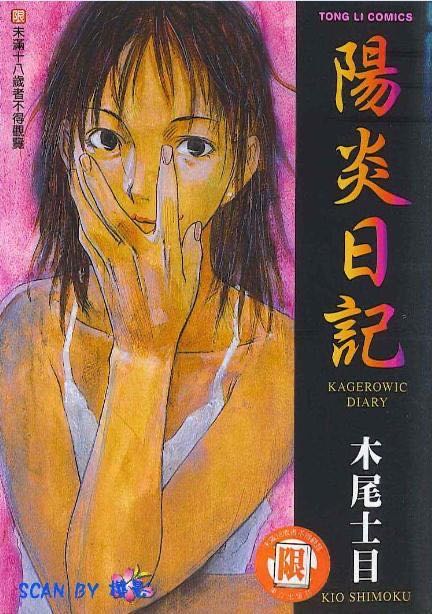 限
未滿十八歲者不得觀覽
TONG LI COMICS
陽炎日記
KAGEROWIC
DIARY
木尾士目
限
KIO SHIMOKU
SCAN BY